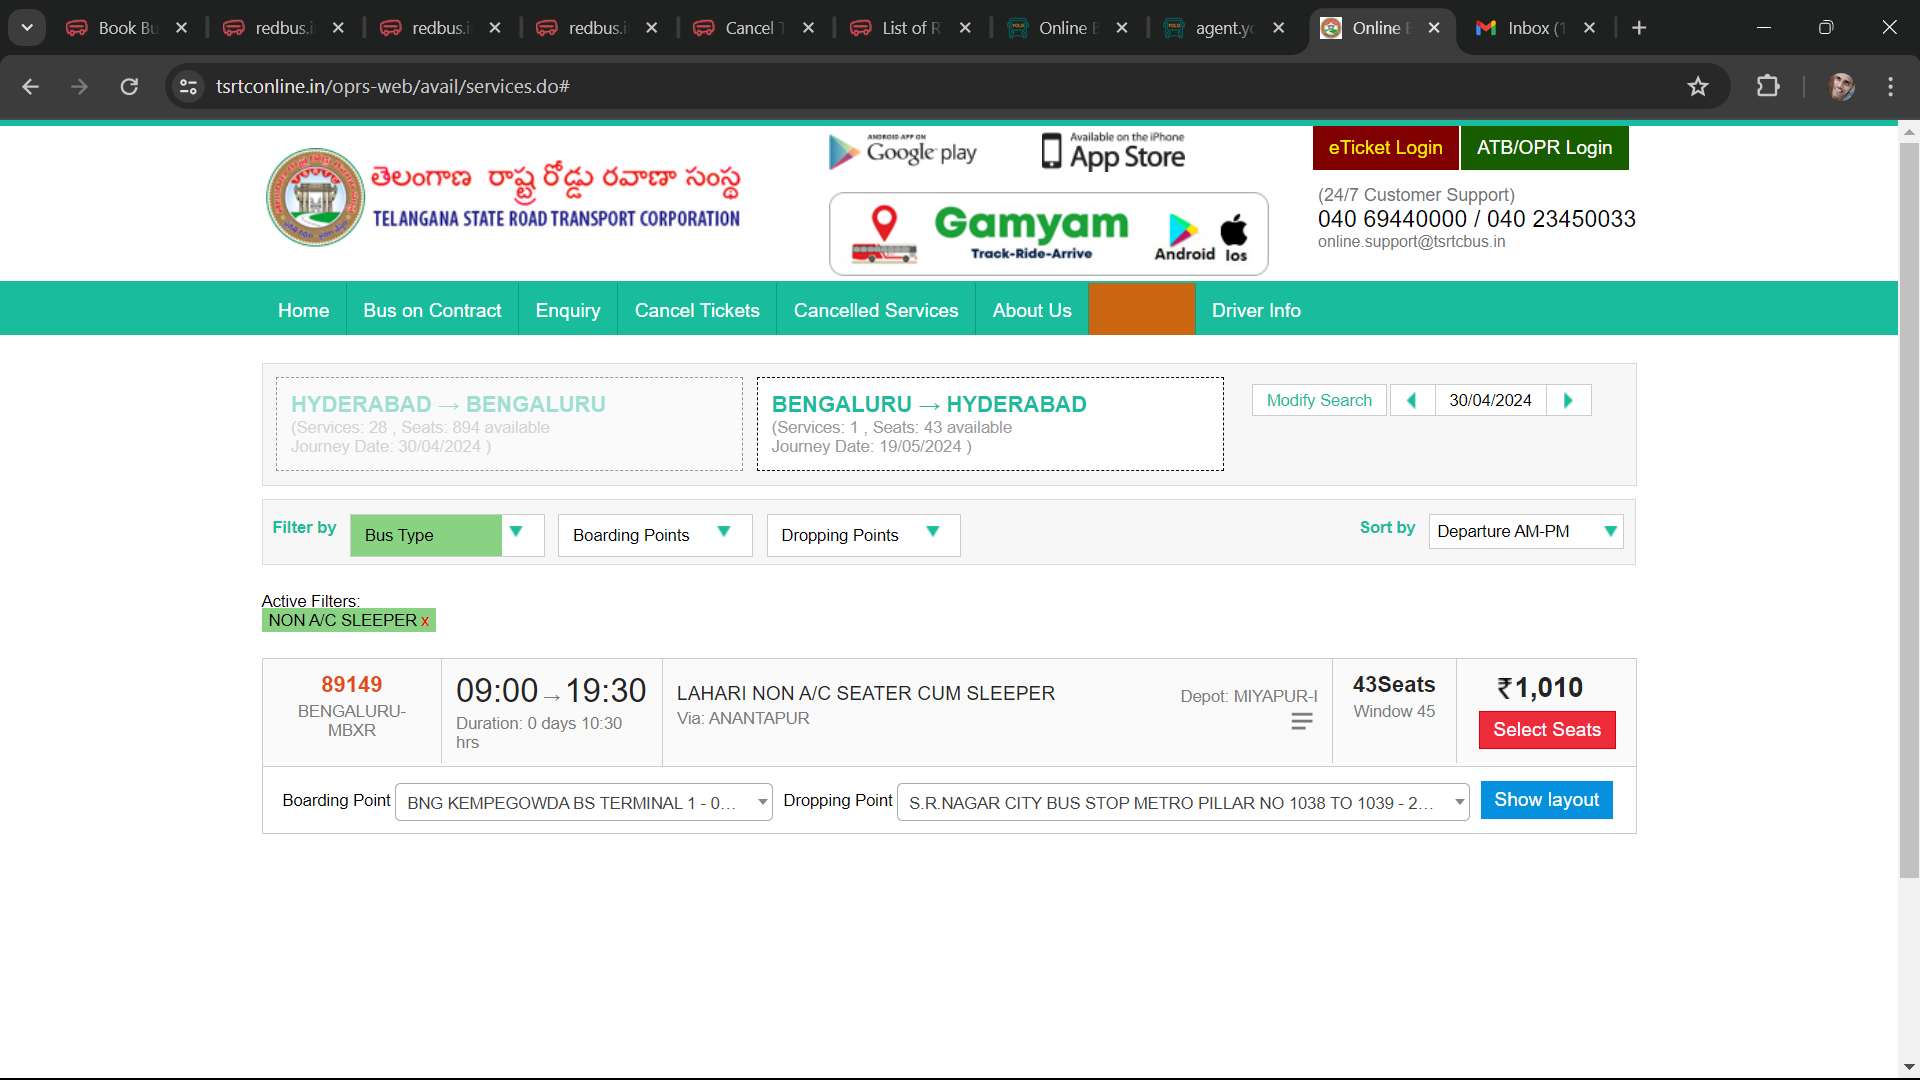 Book Bu
redbus.i
redbus.i
redbus.i
Cancel T
List of R
Online B
agent.yo
Online B
Inbox (1
tsrtconline.in/oprs-web/avail/services.do#
తెలంగాణ రాష్ట్ర రోడ్డు రవాణా సంస్థ
TELANGANA STATE ROAD TRANSPORT CORPORATION
ANDROID APP ON
Google play
Available on the iPhone
App Store
Gamyam
Track-Ride-Arrive
Android Ios
eTicket Login
ATB/OPR Login
(24/7 Customer Support)
040 69440000 / 040 23450033
online.support@tsrtcbus.in
Home
Bus on Contract
Enquiry
Cancel Tickets
Cancelled Services
About Us
Driver Info
HYDERABAD → BENGALURU
(Services: 28 , Seats: 894 available
Journey Date: 30/04/2024 )
BENGALURU → HYDERABAD
(Services: 1 , Seats: 43 available
Journey Date: 19/05/2024 )
Modify Search
30/04/2024
Filter by
Bus Type
Boarding Points
Dropping Points
Sort by
Departure AM-PM
Active Filters:
NON A/C SLEEPER x
89149
BENGALURU-
MBXR
09:00→19:30
Duration: 0 days 10:30
hrs
LAHARI NON A/C SEATER CUM SLEEPER
Via: ANANTAPUR
Depot: MIYAPUR-I
43Seats
Window 45
₹1,010
Select Seats
Boarding Point
BNG KEMPEGOWDA BS TERMINAL 1 - 0...
Dropping Point
S.R.NAGAR CITY BUS STOP METRO PILLAR NO 1038 TO 1039 - 2...
Show layout